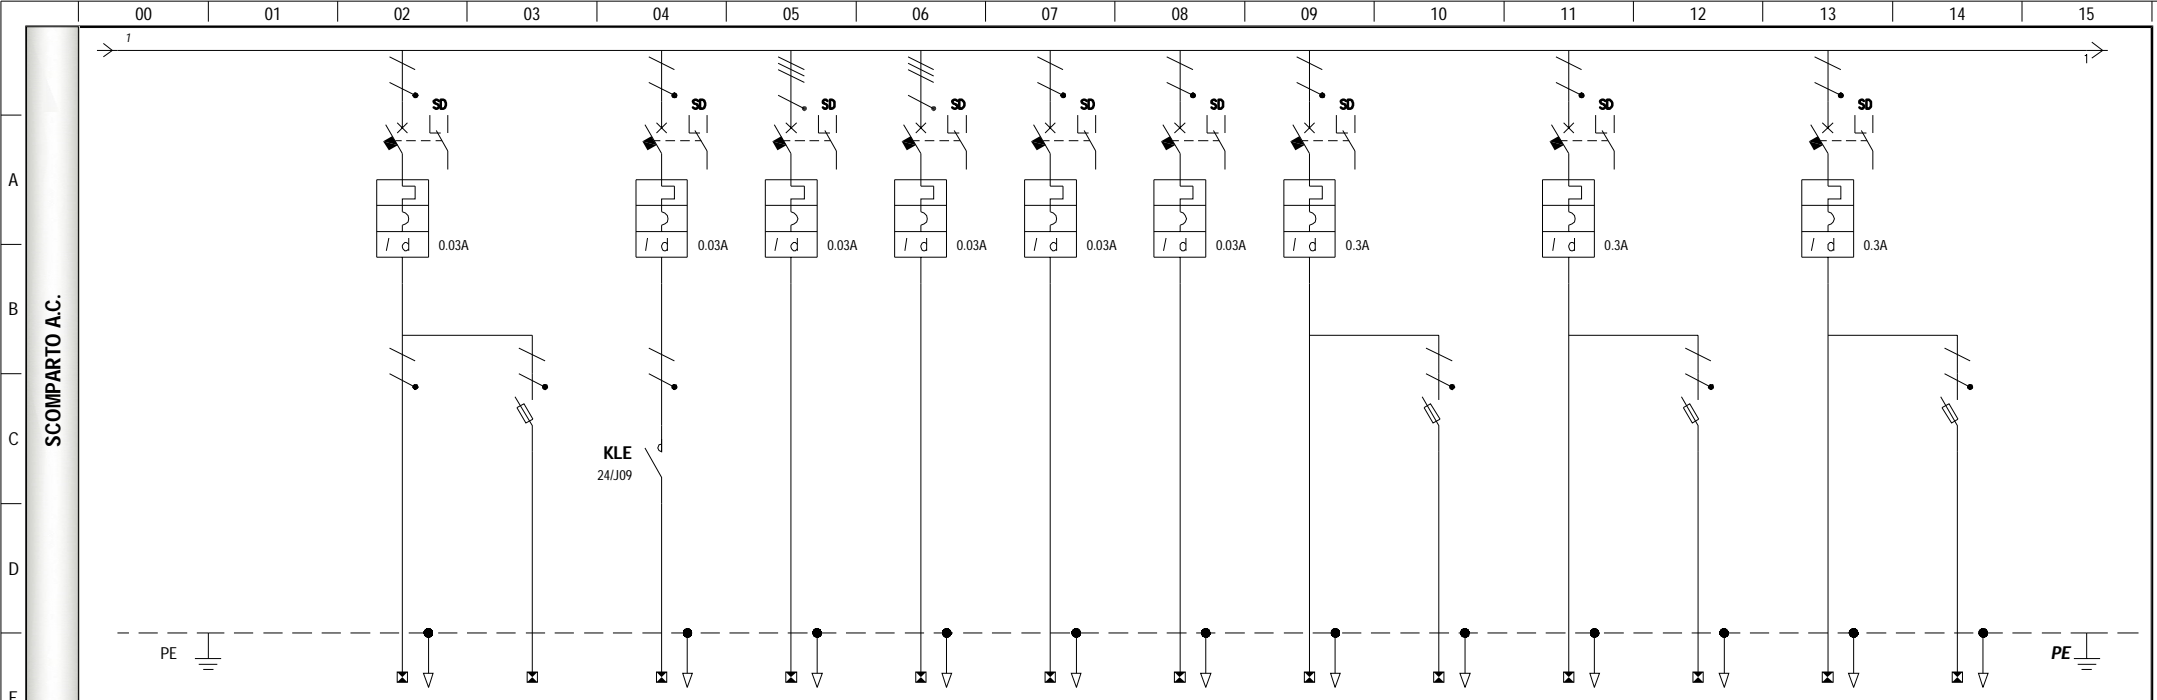 00 01 02 03 04 05 06 07 08 09 10 11 12 13 14 15
1
1
SD SD SD SD SD SD SD SD SD
A
I d 0.03A I d 0.03A I d 0.03A I d 0.03A I d 0.03A I d 0.03A I d 0.3A I d 0.3A I d 0.3A
B
SCOMPARTO A.C.
C
KLE
24/J09
D
PE PE